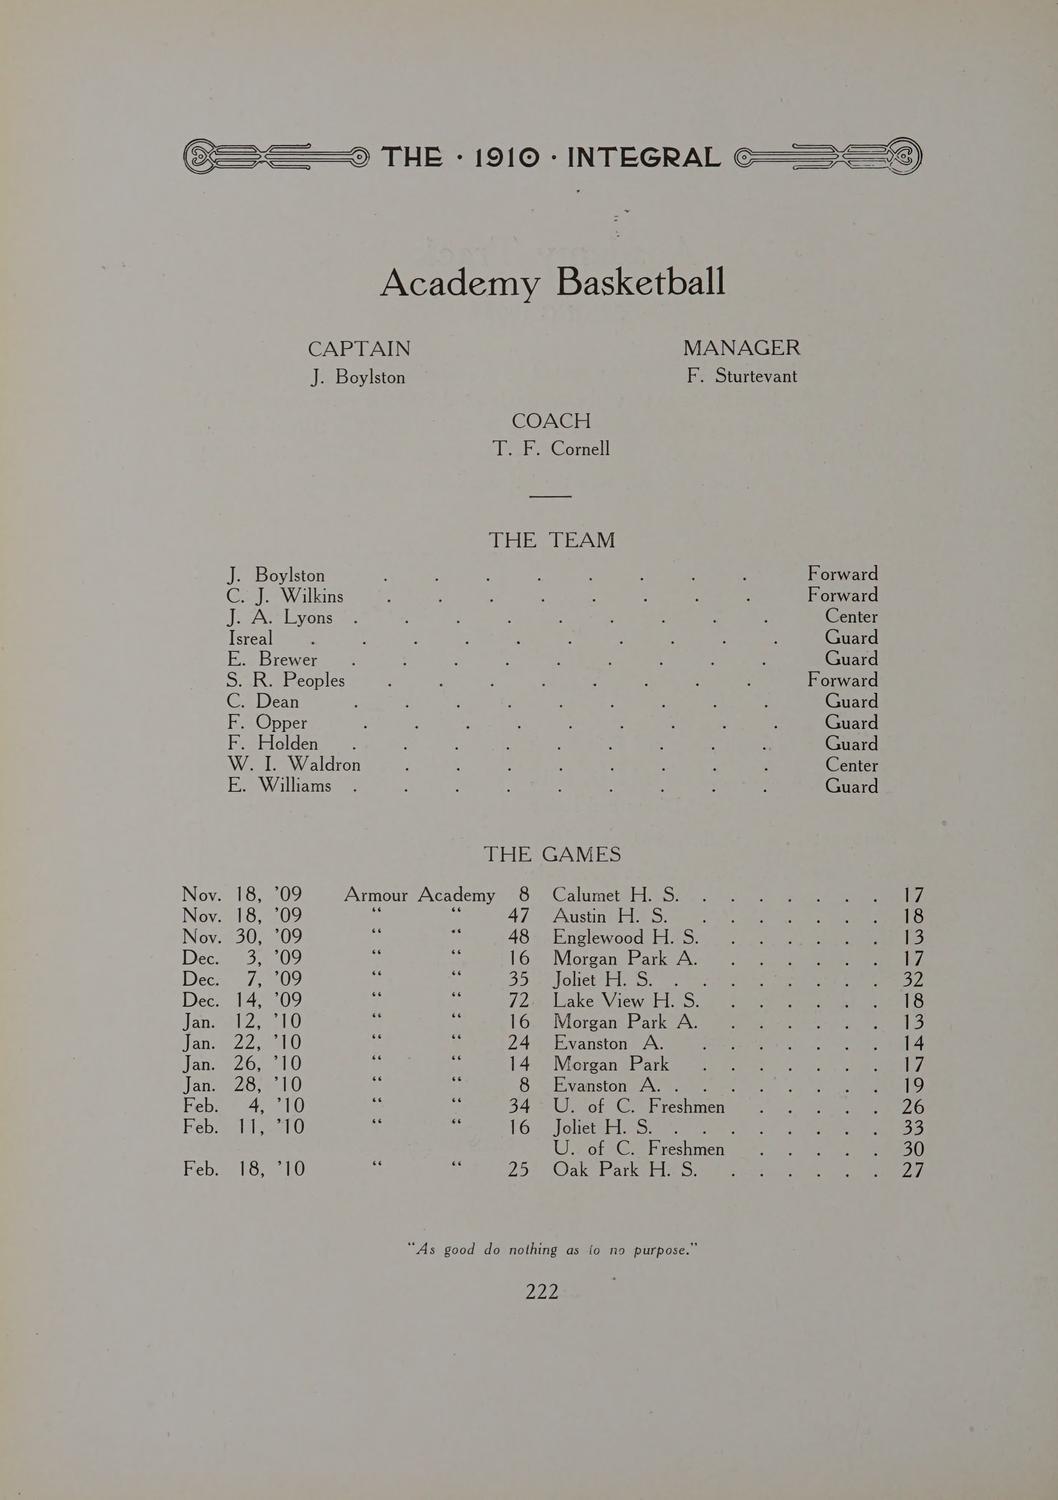 THE · 1910 · INTEGRAL
Academy Basketball
CAPTAIN MANAGER
J. Boylston F. Sturtevant
COACH
T. F. Cornell
THE TEAM
J. Boylston . . . . . . . . Forward
C. J. Wilkins . . . . . . . . Forward
J. A. Lyons . . . . . . . . . Center
Isreal . . . . . . . . . . Guard
E. Brewer . . . . . . . . . Guard
S. R. Peoples . . . . . . . . Forward
C. Dean . . . . . . . . . Guard
F. Opper . . . . . . . . . Guard
F. Holden . . . . . . . . . Guard
W. I. Waldron . . . . . . . . Center
E. Williams . . . . . . . . . Guard
THE GAMES
Nov. 18, '09 Armour Academy 8 Calumet H. S. . . . . . . . 17
Nov. 18, '09 “ “ 47 Austin H. S. . . . . . . . 18
Nov. 30, '09 “ “ 48 Englewood H. S. . . . . . . 13
Dec. 3, '09 “ “ 16 Morgan Park A. . . . . . . 17
Dec. 7, '09 “ “ 35 Joliet H. S. . . . . . . . . 32
Dec. 14, '09 “ “ 72 Lake View H. S. . . . . . . 18
Jan. 12, '10 “ “ 16 Morgan Park A. . . . . . . 13
Jan. 22, '10 “ “ 24 Evanston A. . . . . . . . 14
Jan. 26, '10 “ “ 14 Morgan Park . . . . . . . 17
Jan. 28, '10 “ “ 8 Evanston A. . . . . . . . . 19
Feb. 4, '10 “ “ 34 U. of C. Freshmen . . . . . 26
Feb. 11, '10 “ “ 16 Joliet H. S. . . . . . . . . 33
U. of C. Freshmen . . . . . 30
Feb. 18, '10 “ “ 25 Oak Park H. S. . . . . . . 27
“As good do nothing as to no purpose.”
222